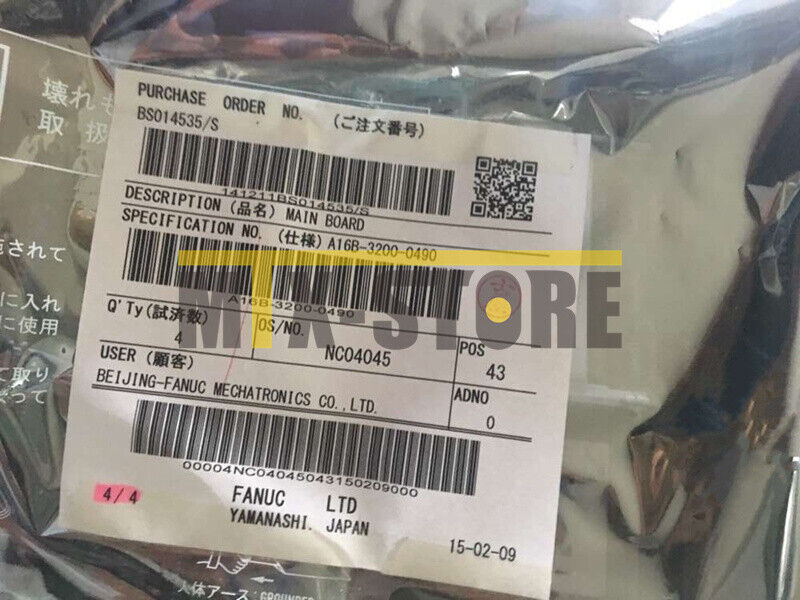 壊れも
取 扱
PURCHASE ORDER NO. (ご注文番号)
BS014535/S
141211BS014535/S
DESCRIPTION (品名) MAIN BOARD
SPECIFICATION NO. (仕様) A16B-3200-0490
A16B-3200-0490
Q'Ty(試済数) 4
OS/NO. NC04045
POS 43
USER (顧客)
BEIJING-FANUC MECHATRONICS CO.,LTD.
ADNO 0
00004NC04045043150209000
4/4
FANUC LTD
YAMANASHI. JAPAN
15-02-09
されて
に入れ
に使用
て取り
人体アース:
MTK-STORE